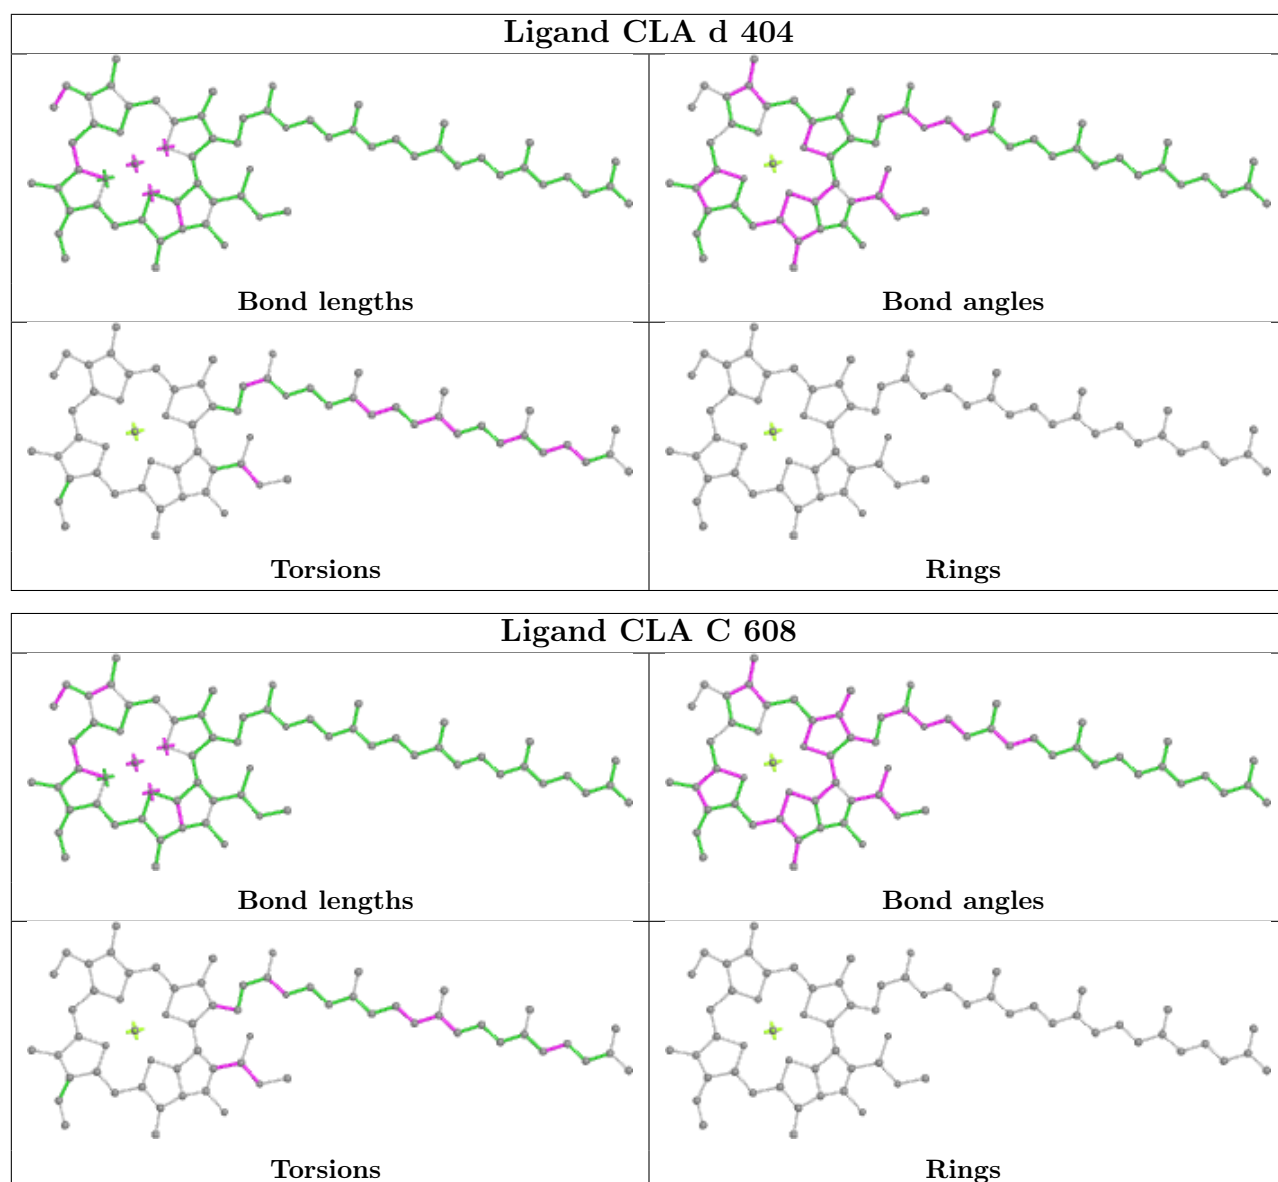 Ligand CLA d 404
Bond lengths
Bond angles
Torsions
Rings
Ligand CLA C 608
Bond lengths
Bond angles
Torsions
Rings